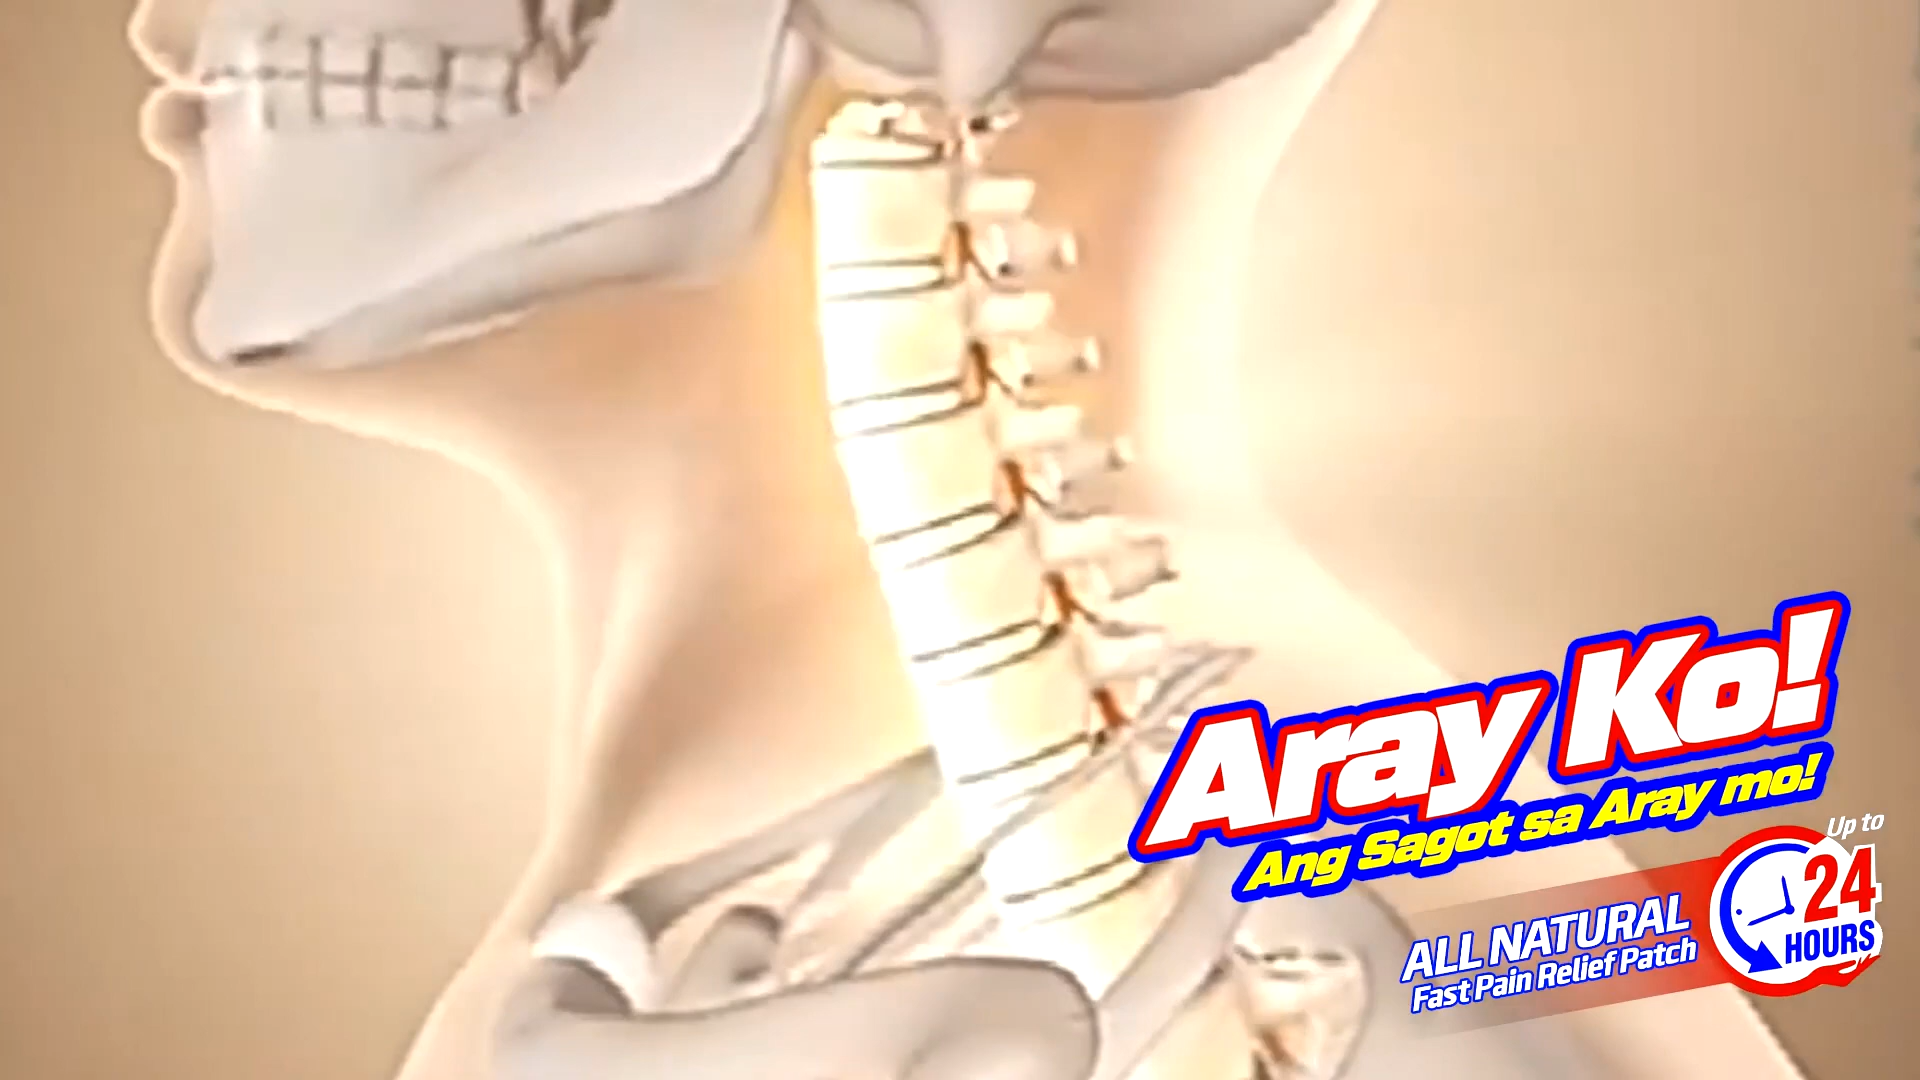 Aray Ko!
Ang Sagot sa Aray mo!
Up to
24
HOURS
ALL NATURAL
Fast Pain Relief Patch